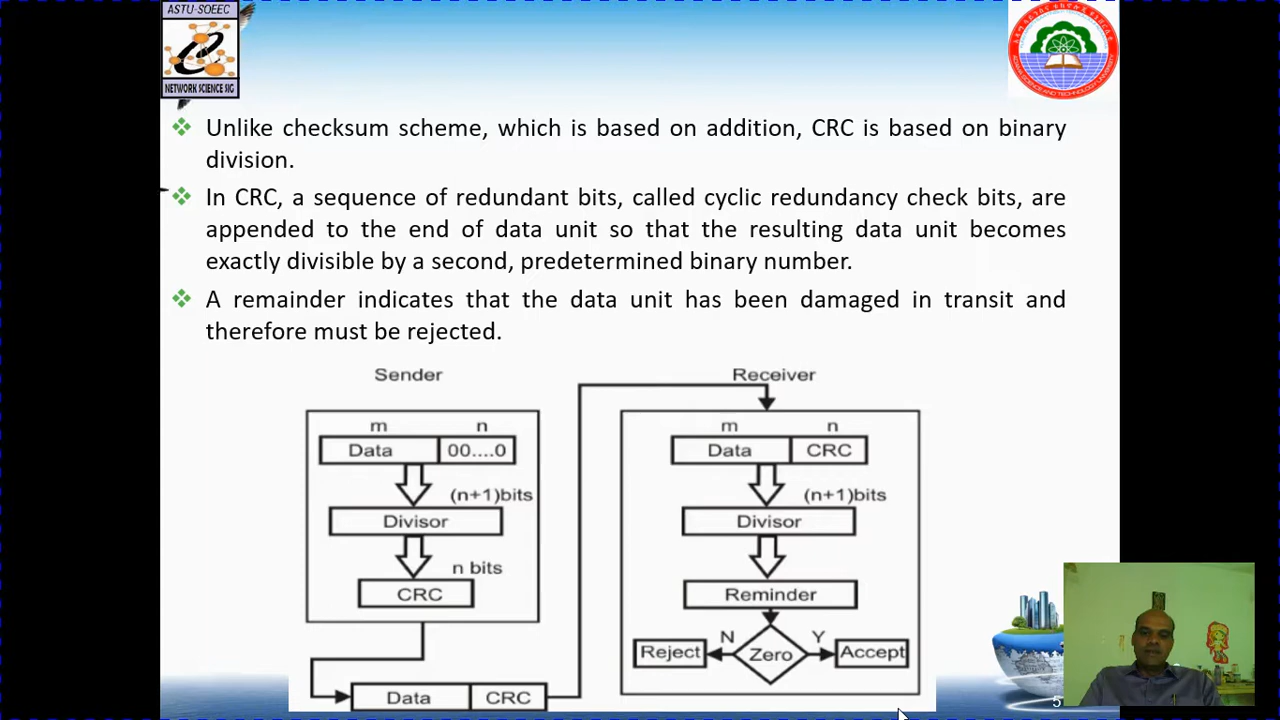 ASTU-SOEEC
NETWORK SCIENCE SIG
Unlike checksum scheme, which is based on addition, CRC is based on binary
division.
In CRC, a sequence of redundant bits, called cyclic redundancy check bits, are
appended to the end of data unit so that the resulting data unit becomes
exactly divisible by a second, predetermined binary number.
A remainder indicates that the data unit has been damaged in transit and
therefore must be rejected.
Sender
m n
Data 00....0
(n+1)bits
Divisor
n bits
CRC
Data CRC
Receiver
m n
Data CRC
(n+1)bits
Divisor
Reminder
N Y
Reject Zero Accept
5